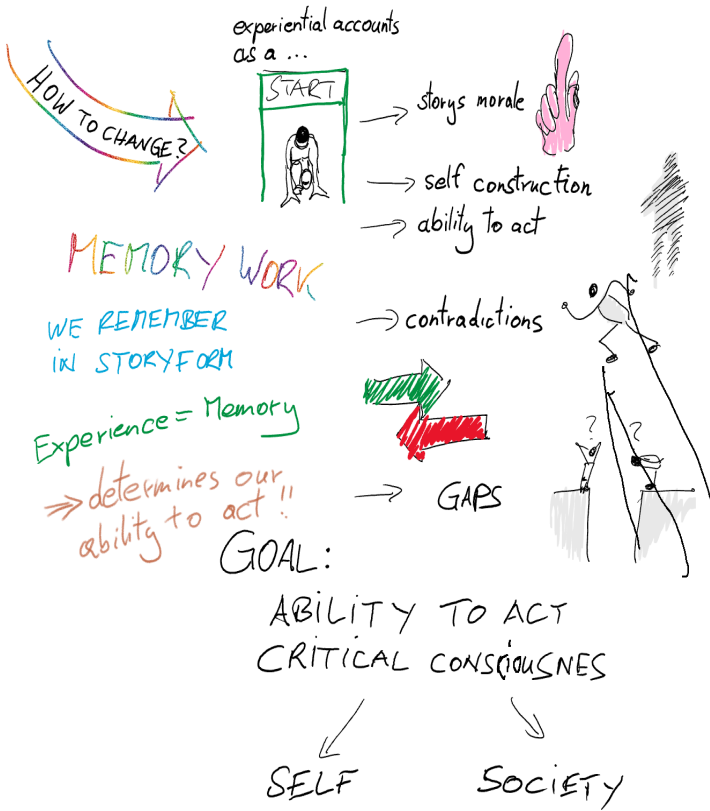 HOW TO CHANGE?
experiential accounts
as a ...
START
→ storys morale
→ self construction
→ ability to act
MEMORY WORK
WE REMEMBER
IN STORYFORM
→ contradictions
Experience = Memory
⇒ determines our
ability to act!!
→ GAPS
? ?
GOAL:
ABILITY TO ACT
CRITICAL CONSCIOUSNES
SELF SOCIETY